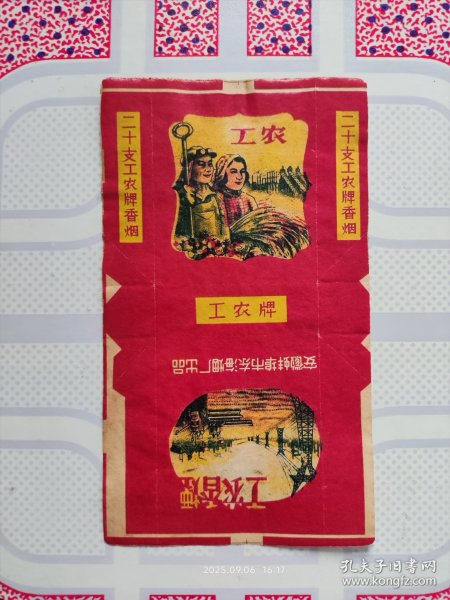 工农
二十支工农牌香烟
二十支工农牌香烟
工农牌
安徽蚌埠市东海烟厂出品
工农香烟
2025.09.06 16:17
孔夫子旧书网
www.kongfz.com